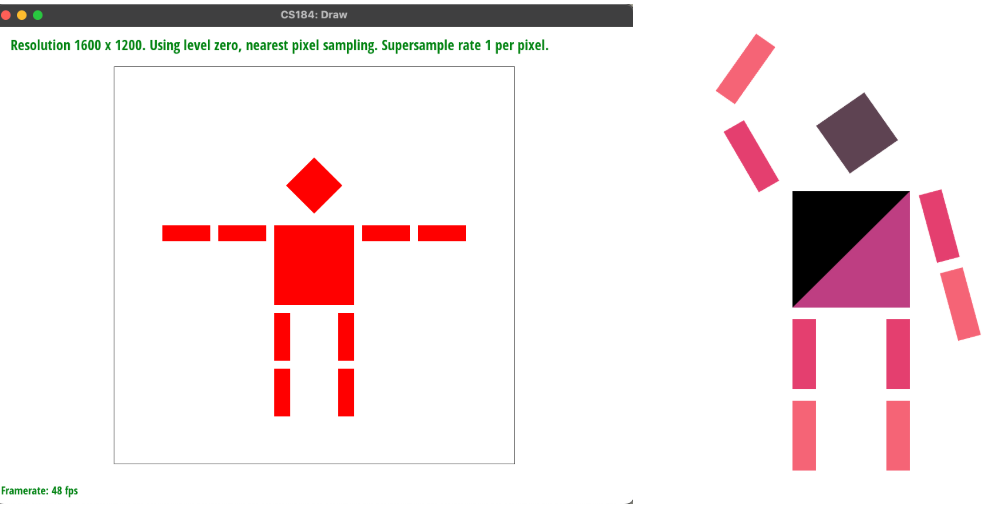 CS184: Draw
Resolution 1600 x 1200. Using level zero, nearest pixel sampling. Supersample rate 1 per pixel.
Framerate: 48 fps